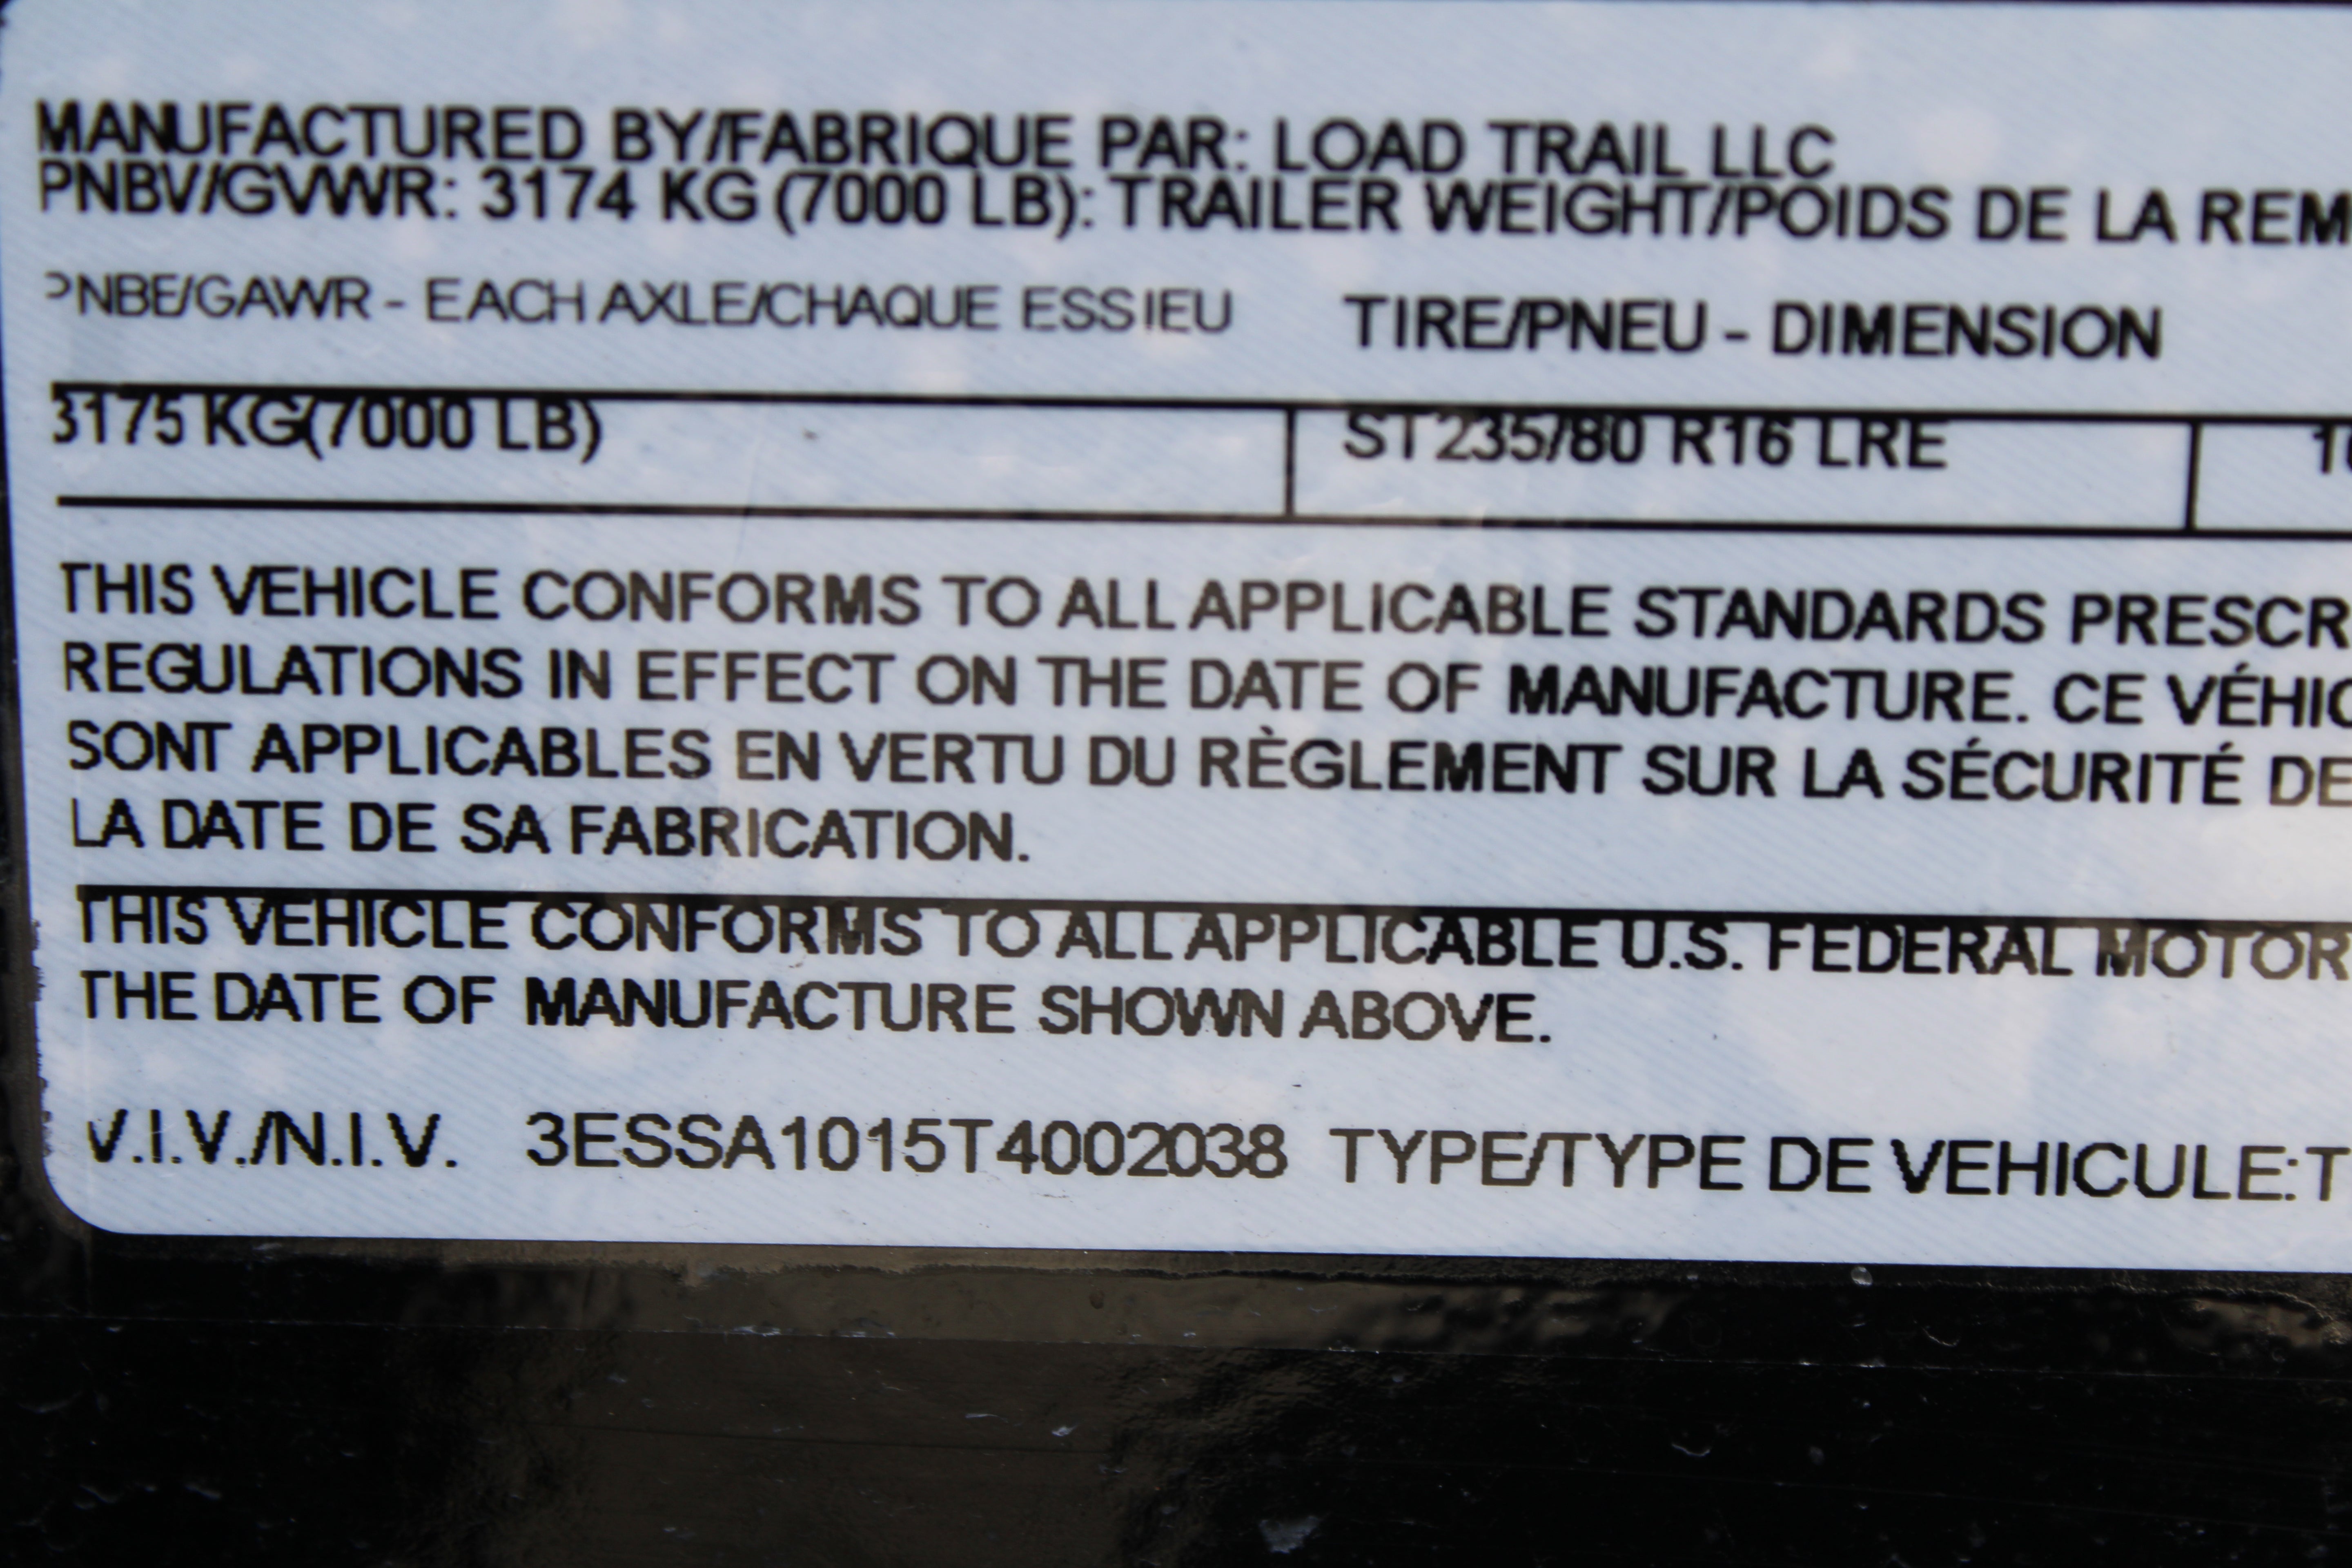 MANUFACTURED BY/FABRIQUE PAR: LOAD TRAIL LLC
PNBV/GVWR: 3174 KG (7000 LB): TRAILER WEIGHT/POIDS DE LA REM
PNBE/GAWR - EACH AXLE/CHAQUE ESSIEU TIRE/PNEU - DIMENSION
3175 KG(7000 LB) ST235/80 R16 LRE
THIS VEHICLE CONFORMS TO ALL APPLICABLE STANDARDS PRESCR
REGULATIONS IN EFFECT ON THE DATE OF MANUFACTURE. CE VÉHIC
SONT APPLICABLES EN VERTU DU RÈGLEMENT SUR LA SÉCURITÉ DE
LA DATE DE SA FABRICATION.
THIS VEHICLE CONFORMS TO ALL APPLICABLE U.S. FEDERAL MOTOR
THE DATE OF MANUFACTURE SHOWN ABOVE.
V.I.V./N.I.V. 3ESSA1015T4002038 TYPE/TYPE DE VEHICULE:T